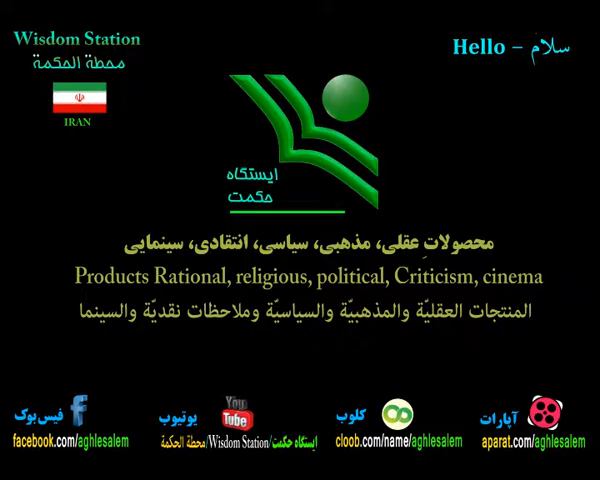 Wisdom Station
محطة الحكمة
IRAN
Hello – سلام
ایستگاه
حکمت
محصولاتِ عقلی، مذهبی، سیاسی، انتقادی، سینمایی
Products Rational, religious, political, Criticism, cinema
المنتجات العقليّة والمذهبيّة والسياسيّة وملاحظات نقديّة والسينما
فیس‌بوک
facebook.com/aghlesalem
You Tube
یوتیوب
ایستگاه حکمت/Wisdom Station/محطة الحكمة
کلوب
cloob.com/name/aghlesalem
آپارات
aparat.com/aghlesalem